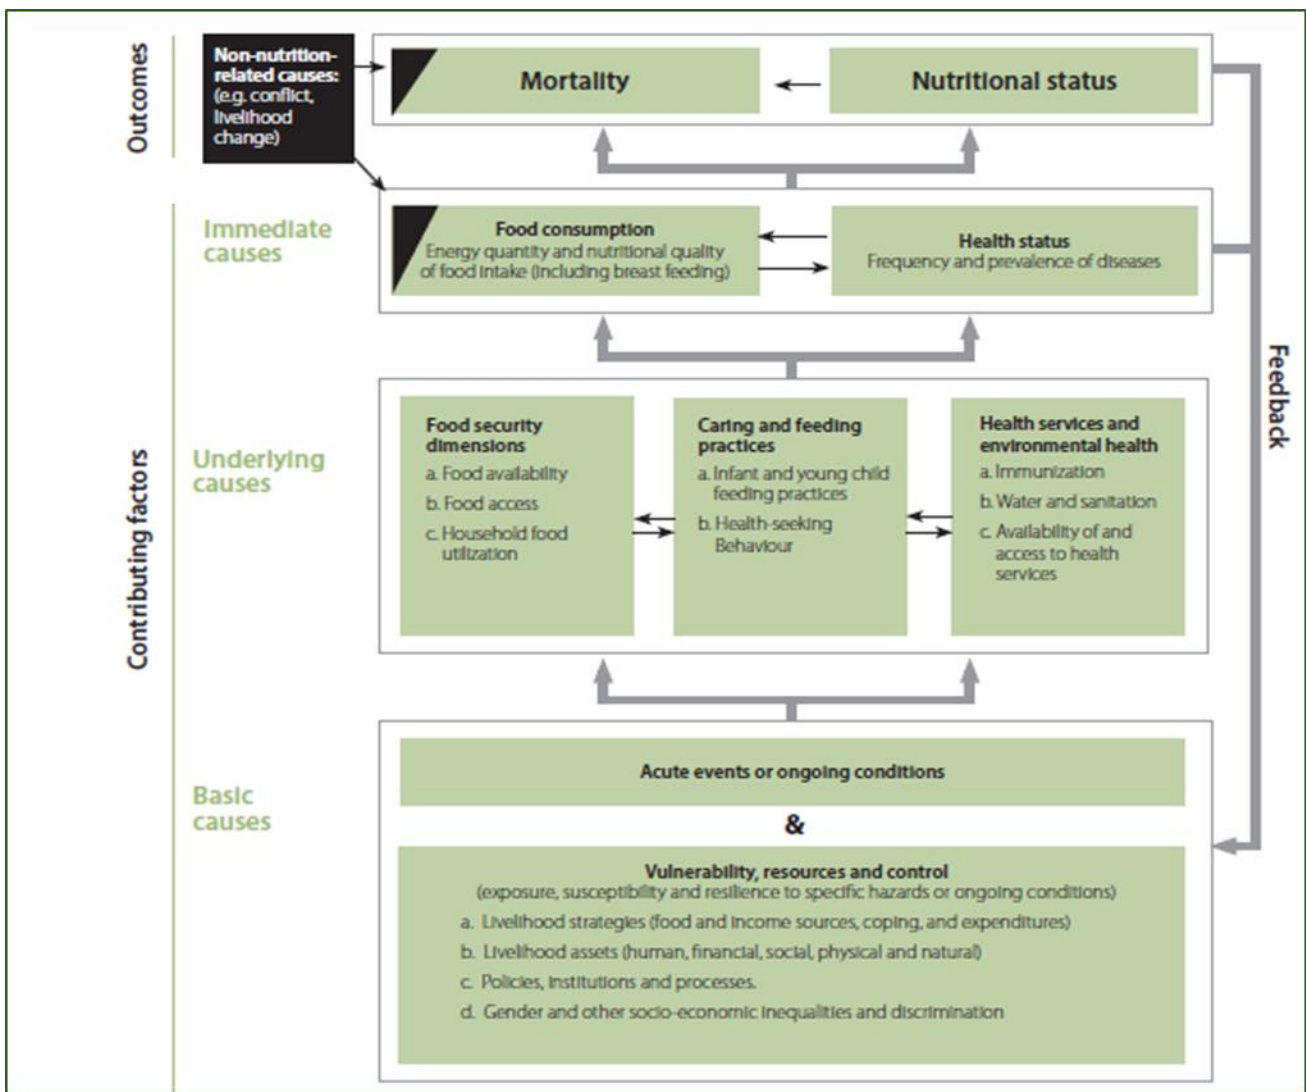 Outcomes
Non-nutrition-
related causes:
(e.g. conflict,
livelihood
change)
Mortality
Nutritional status
Contributing factors
Immediate
causes
Food consumption
Energy quantity and nutritional quality
of food intake (including breast feeding)
Health status
Frequency and prevalence of diseases
Feedback
Underlying
causes
Food security
dimensions
a. Food availability
b. Food access
c. Household food
utilization
Caring and feeding
practices
a. Infant and young child
feeding practices
b. Health-seeking
Behaviour
Health services and
environmental health
a. Immunization
b. Water and sanitation
c. Availability of and
access to health
services
Basic
causes
Acute events or ongoing conditions
&
Vulnerability, resources and control
(exposure, susceptibility and resilience to specific hazards or ongoing conditions)
a. Livelihood strategies (food and income sources, coping, and expenditures)
b. Livelihood assets (human, financial, social, physical and natural)
c. Policies, institutions and processes.
d. Gender and other socio-economic inequalities and discrimination